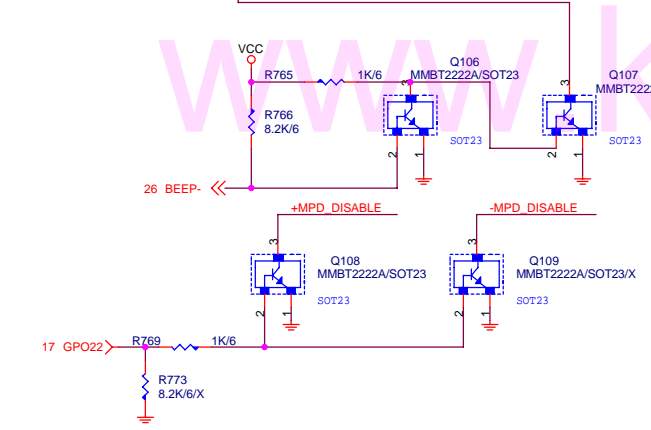 www.k
VCC
R765
1K/6
Q106
MMBT2222A/SOT23
Q107
MMBT222
3
3
R766
8.2K/6
SOT23
SOT23
2
1
2
1
26 BEEP-
+MPD_DISABLE
-MPD_DISABLE
3
3
Q108
MMBT2222A/SOT23
Q109
MMBT2222A/SOT23/X
SOT23
SOT23
2
1
2
1
17 GPO22
R769
1K/6
R773
8.2K/6/X